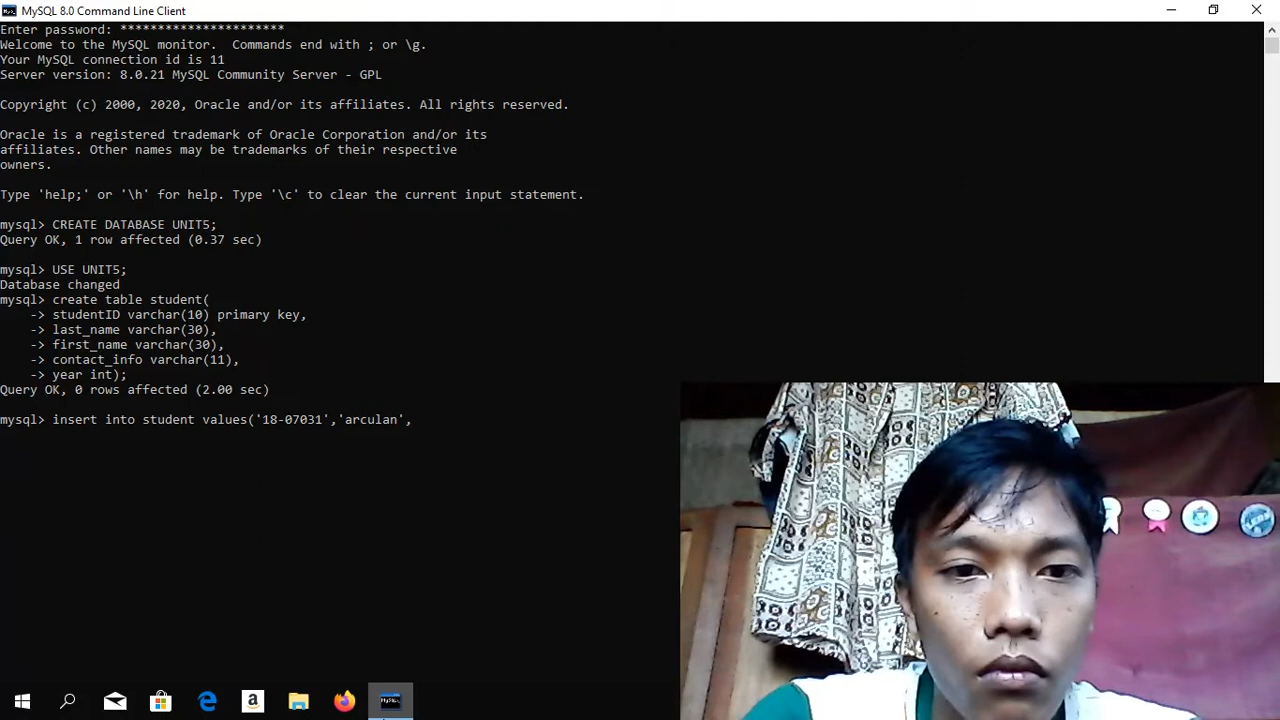 MySQL 8.0 Command Line Client
Enter password: **********************
Welcome to the MySQL monitor.  Commands end with ; or \g.
Your MySQL connection id is 11
Server version: 8.0.21 MySQL Community Server - GPL
Copyright (c) 2000, 2020, Oracle and/or its affiliates. All rights reserved.
Oracle is a registered trademark of Oracle Corporation and/or its
affiliates. Other names may be trademarks of their respective
owners.
Type 'help;' or '\h' for help. Type '\c' to clear the current input statement.
mysql> CREATE DATABASE UNIT5;
Query OK, 1 row affected (0.37 sec)
mysql> USE UNIT5;
Database changed
mysql> create table student(
    -> studentID varchar(10) primary key,
    -> last_name varchar(30),
    -> first_name varchar(30),
    -> contact_info varchar(11),
    -> year int);
Query OK, 0 rows affected (2.00 sec)
mysql> insert into student values('18-07031','arculan',